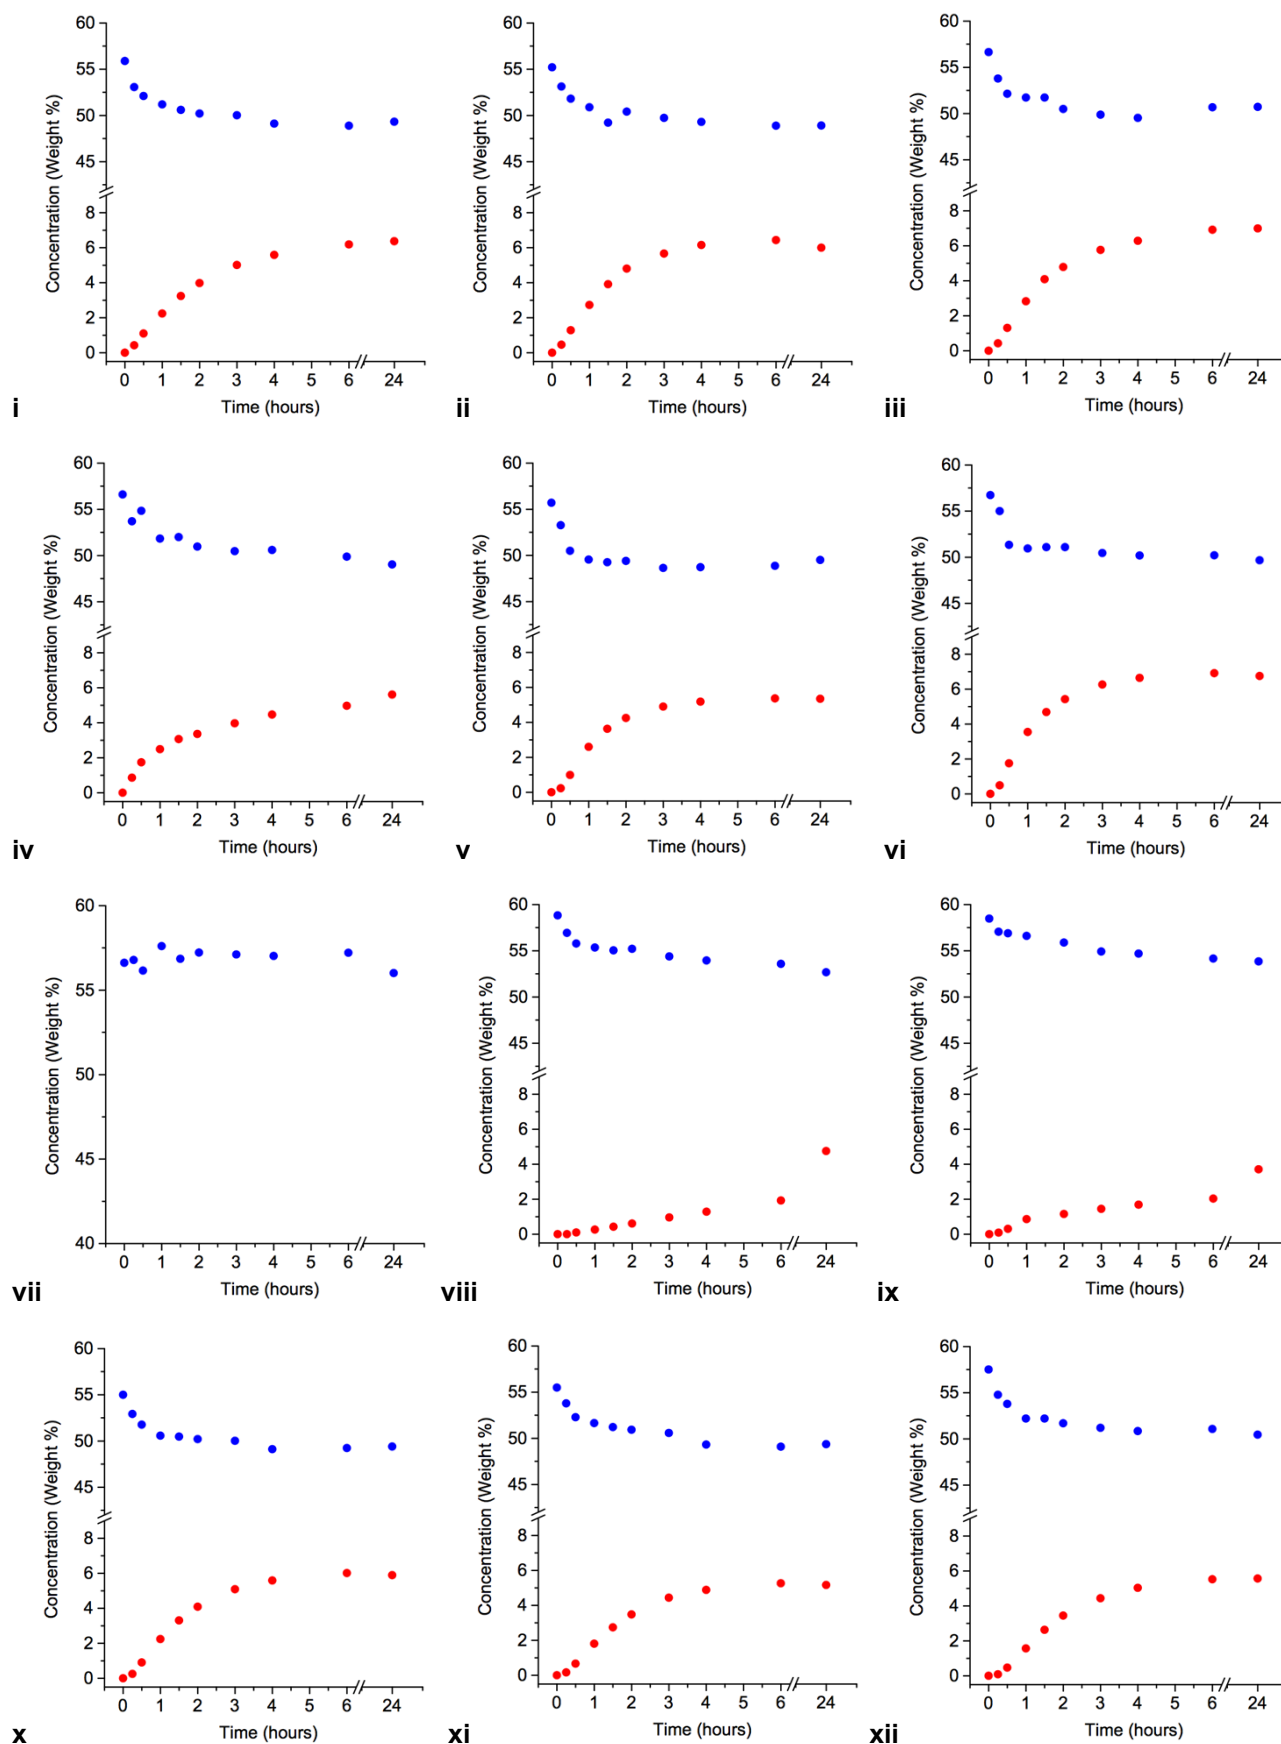 60 60 60
55 55 55
50 50 50
45 45 45
8 8 8
6 6 6
4 4 4
2 2 2
0 0 0
Concentration (Weight %) Concentration (Weight %) Concentration (Weight %)
0 1 2 3 4 5 6 24 0 1 2 3 4 5 6 24 0 1 2 3 4 5 6 24
Time (hours) Time (hours) Time (hours)
i ii iii
60 60 60
55 55 55
50 50 50
45 45 45
8 8 8
6 6 6
4 4 4
2 2 2
0 0 0
Concentration (Weight %) Concentration (Weight %) Concentration (Weight %)
0 1 2 3 4 5 6 24 0 1 2 3 4 5 6 24 0 1 2 3 4 5 6 24
Time (hours) Time (hours) Time (hours)
iv v vi
60 60 60
55 55 55
50 50 50
45 45 45
40 8 8
6 6
4 4
2 2
0 0
Concentration (Weight %) Concentration (Weight %) Concentration (Weight %)
0 1 2 3 4 5 6 24 0 1 2 3 4 5 6 24 0 1 2 3 4 5 6 24
Time (hours) Time (hours) Time (hours)
vii viii ix
60 60 60
55 55 55
50 50 50
45 45 45
8 8 8
6 6 6
4 4 4
2 2 2
0 0 0
Concentration (Weight %) Concentration (Weight %) Concentration (Weight %)
0 1 2 3 4 5 6 24 0 1 2 3 4 5 6 24 0 1 2 3 4 5 6 24
Time (hours) Time (hours) Time (hours)
x xi xii